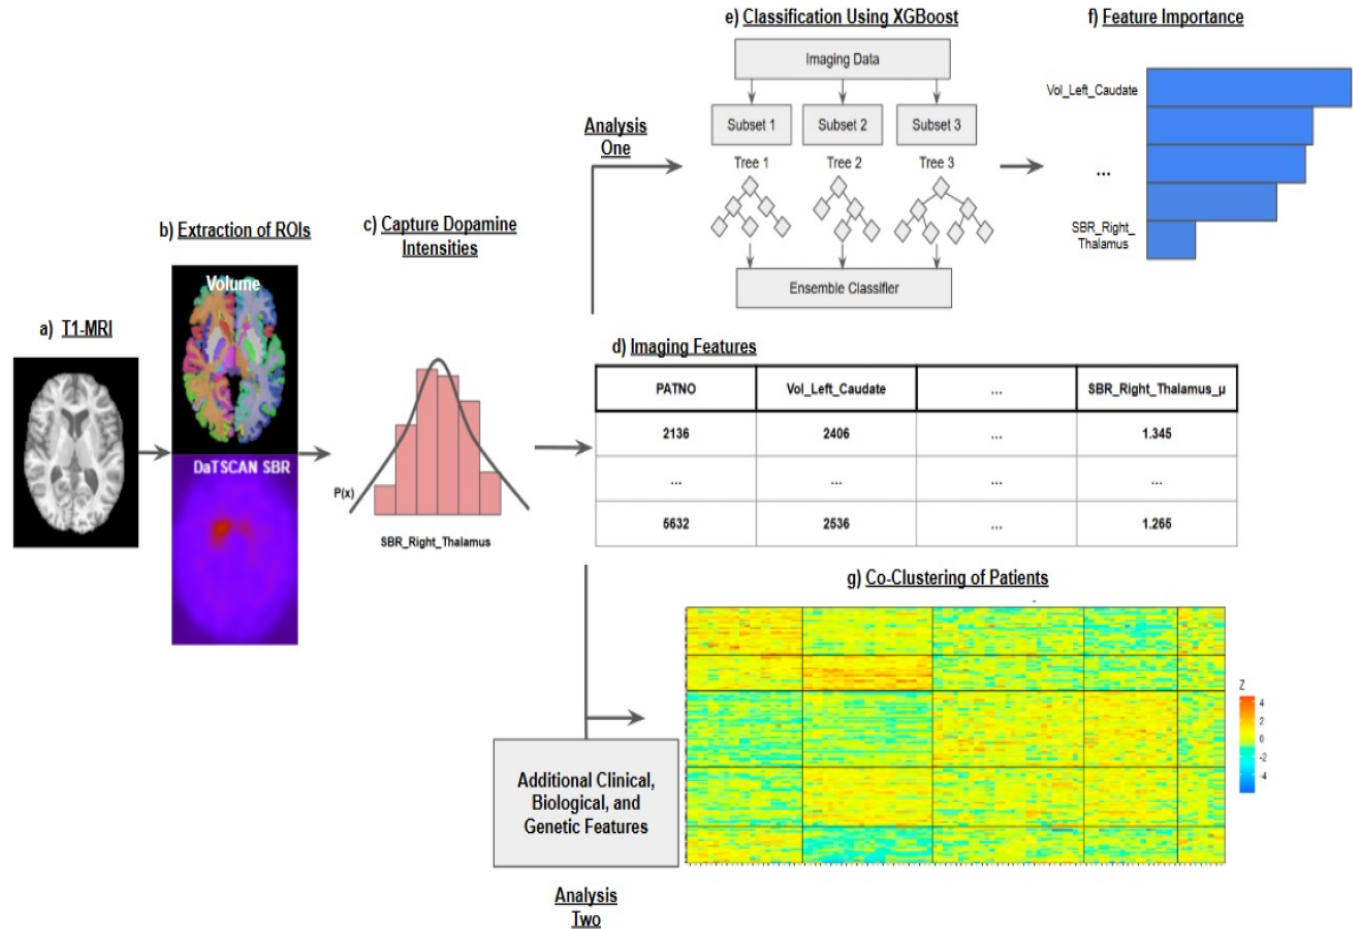 e) Classification Using XGBoost
f) Feature Importance
Imaging Data
Vol_Left_Caudate
Analysis
One
Subset 1
Subset 2
Subset 3
Tree 1
Tree 2
Tree 3
...
SBR_Right_
Thalamus
Ensemble Classifier
b) Extraction of ROIs
c) Capture Dopamine
Intensities
Volume
a) T1-MRI
DaTSCAN SBR
P(x)
SBR_Right_Thalamus
d) Imaging Features
PATNO Vol_Left_Caudate ... SBR_Right_Thalamus_μ
2136 2406 ... 1.345
... ... ... ...
5632 2536 ... 1.265
g) Co-Clustering of Patients
Z
4
2
0
-2
-4
Additional Clinical,
Biological, and
Genetic Features
Analysis
Two